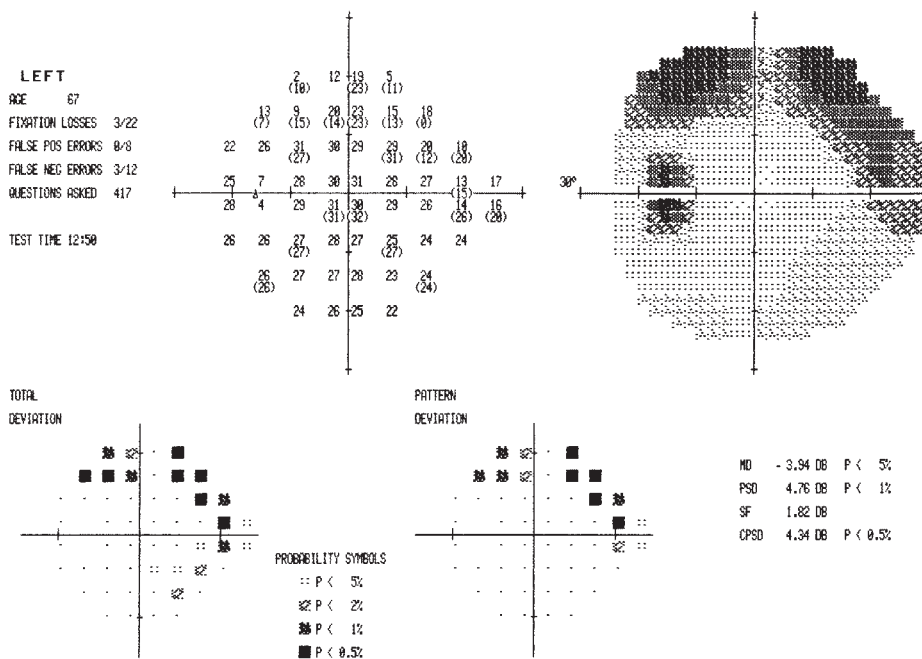 LEFT
AGE 67
FIXATION LOSSES 3/22
FALSE POS ERRORS 0/8
FALSE NEG ERRORS 3/12
QUESTIONS ASKED 417
TEST TIME 12:50
2 12 19 5
(10) (23) (11)
13 9 20 23 15 18
(7) (15) (14) (23) (13) (0)
22 26 31 30 29 29 20 10
(27) (31) (12) (20)
25 7 28 30 31 28 27 13 17
(15)
28 4 29 31 30 29 26 14 16
(31) (32) (26) (20)
26 26 27 28 27 25 24 24
(27) (27)
26 27 27 28 23 24
(26) (24)
24 26 25 22
30°
TOTAL
DEVIATION
PATTERN
DEVIATION
PROBABILITY SYMBOLS
P < 5%
P < 2%
P < 1%
P < 0.5%
MD - 3.94 DB P < 5%
PSD 4.76 DB P < 1%
SF 1.82 DB
CPSD 4.34 DB P < 0.5%